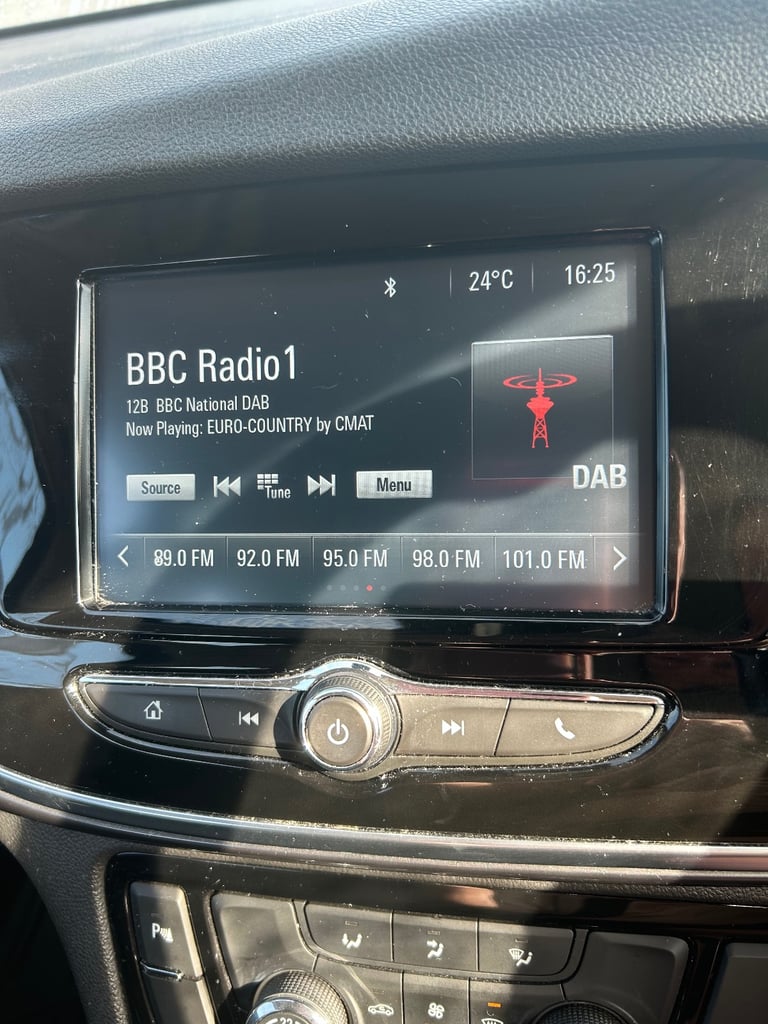 24°C 16:25
BBC Radio1
12B BBC National DAB
Now Playing: EURO-COUNTRY by CMAT
DAB
Source Tune Menu
89.0 FM 92.0 FM 95.0 FM 98.0 FM 101.0 FM
P